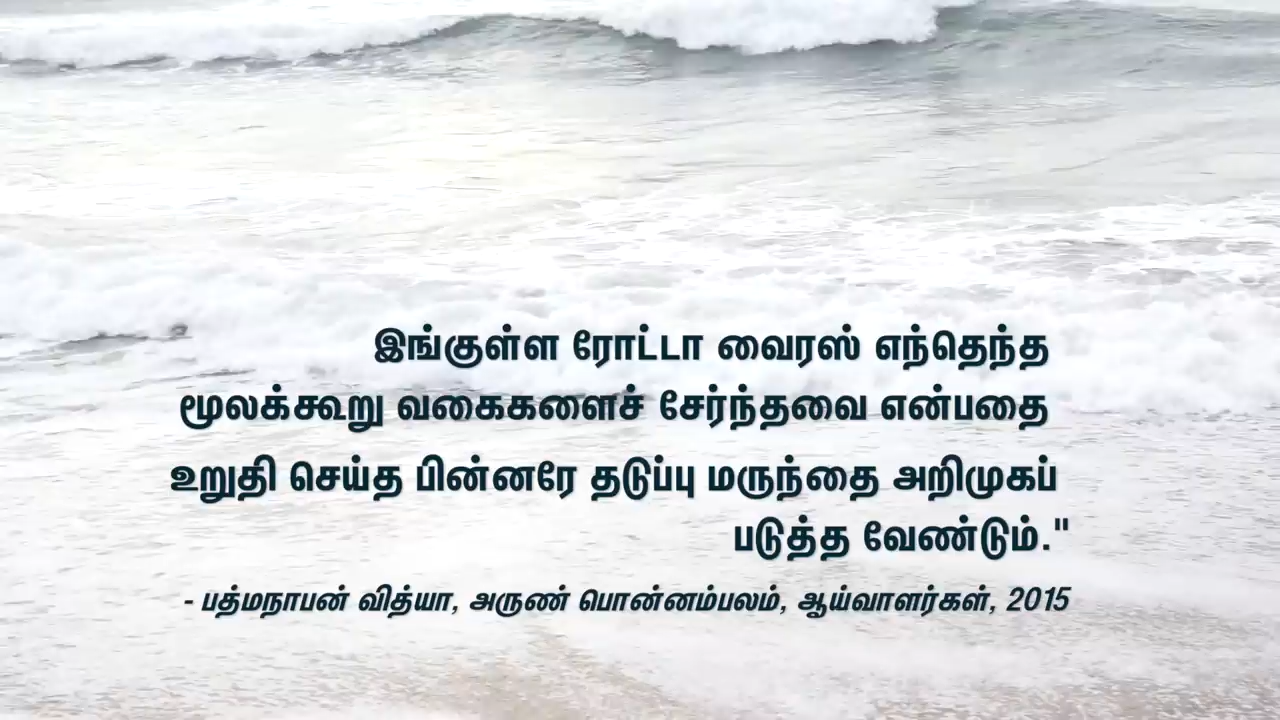 இங்குள்ள ரோட்டா வைரஸ் எந்தெந்த
மூலக்கூறு வகைகளைச் சேர்ந்தவை என்பதை
உறுதி செய்த பின்னரே தடுப்பு மருந்தை அறிமுகப்
படுத்த வேண்டும்."
- பத்மநாபன் வித்யா, அருண் பொன்னம்பலம், ஆய்வாளர்கள், 2015